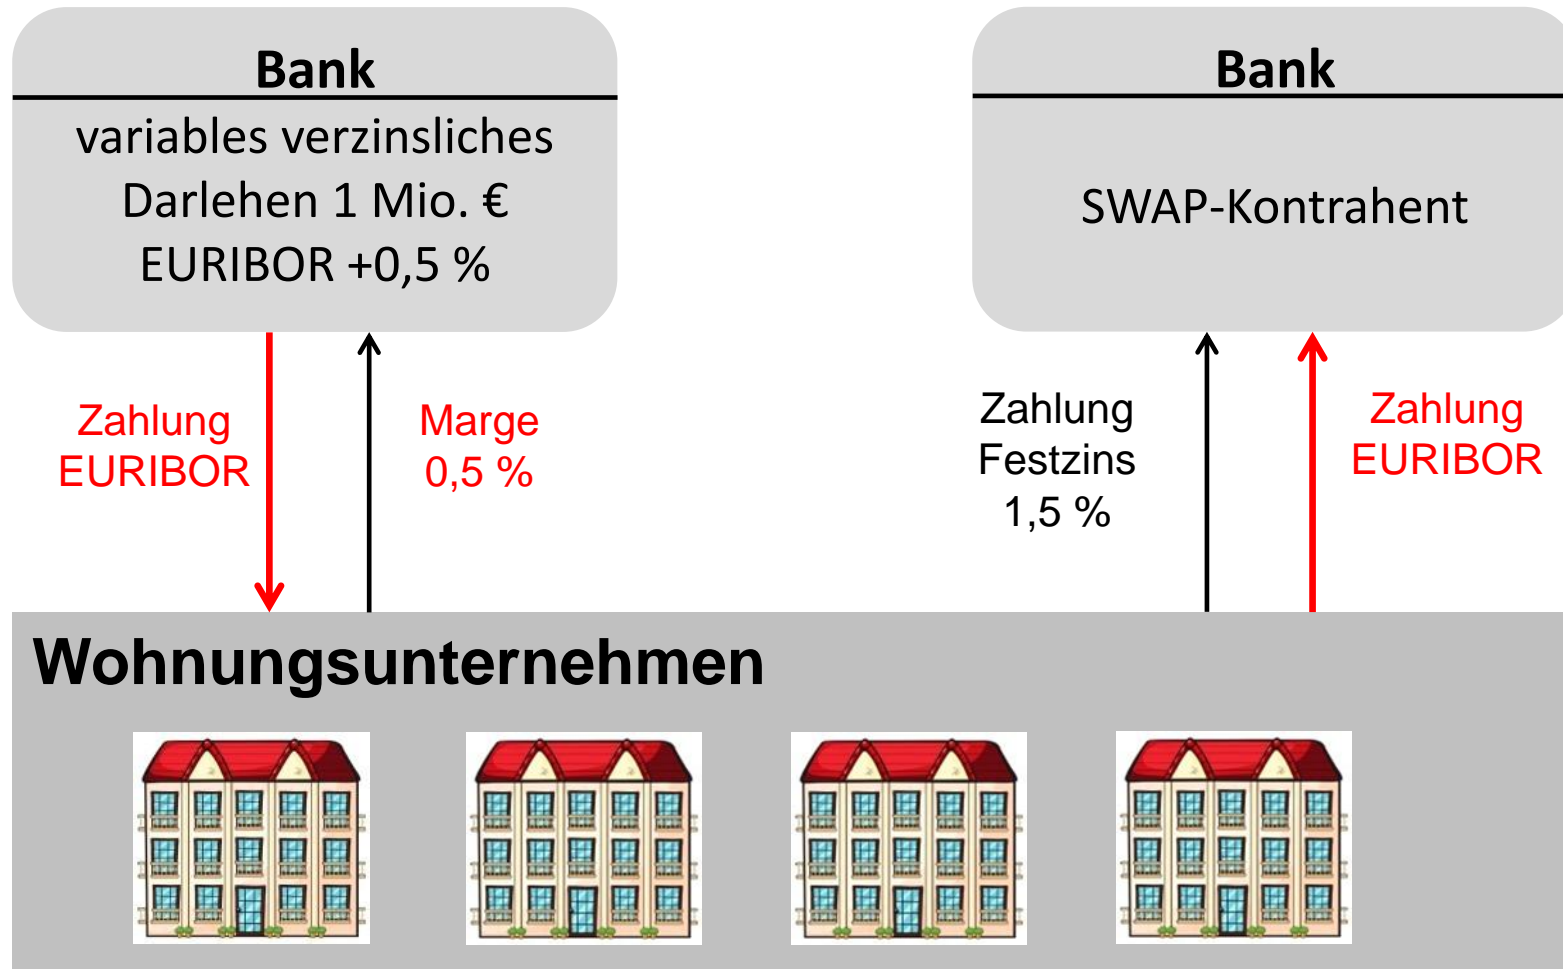 Bank
variables verzinsliches
Darlehen 1 Mio. €
EURIBOR +0,5 %
Bank
SWAP-Kontrahent
Zahlung
EURIBOR
Marge
0,5 %
Zahlung
Festzins
1,5 %
Zahlung
EURIBOR
Wohnungsunternehmen